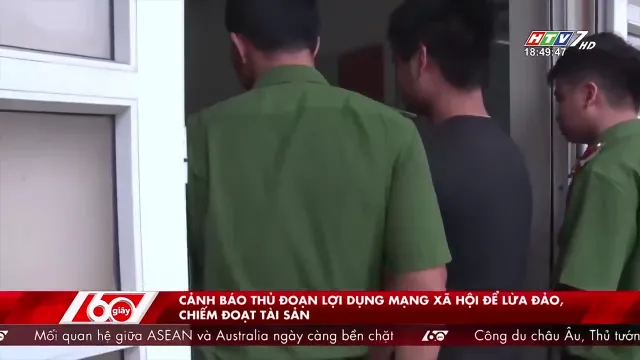 HTV7 HD
18:49:47
60 giây
CẢNH BÁO THỦ ĐOẠN LỢI DỤNG MẠNG XÃ HỘI ĐỂ LỪA ĐẢO,
CHIẾM ĐOẠT TÀI SẢN
Mối quan hệ giữa ASEAN và Australia ngày càng bền chặt 60 Công du châu Âu, Thủ tướn